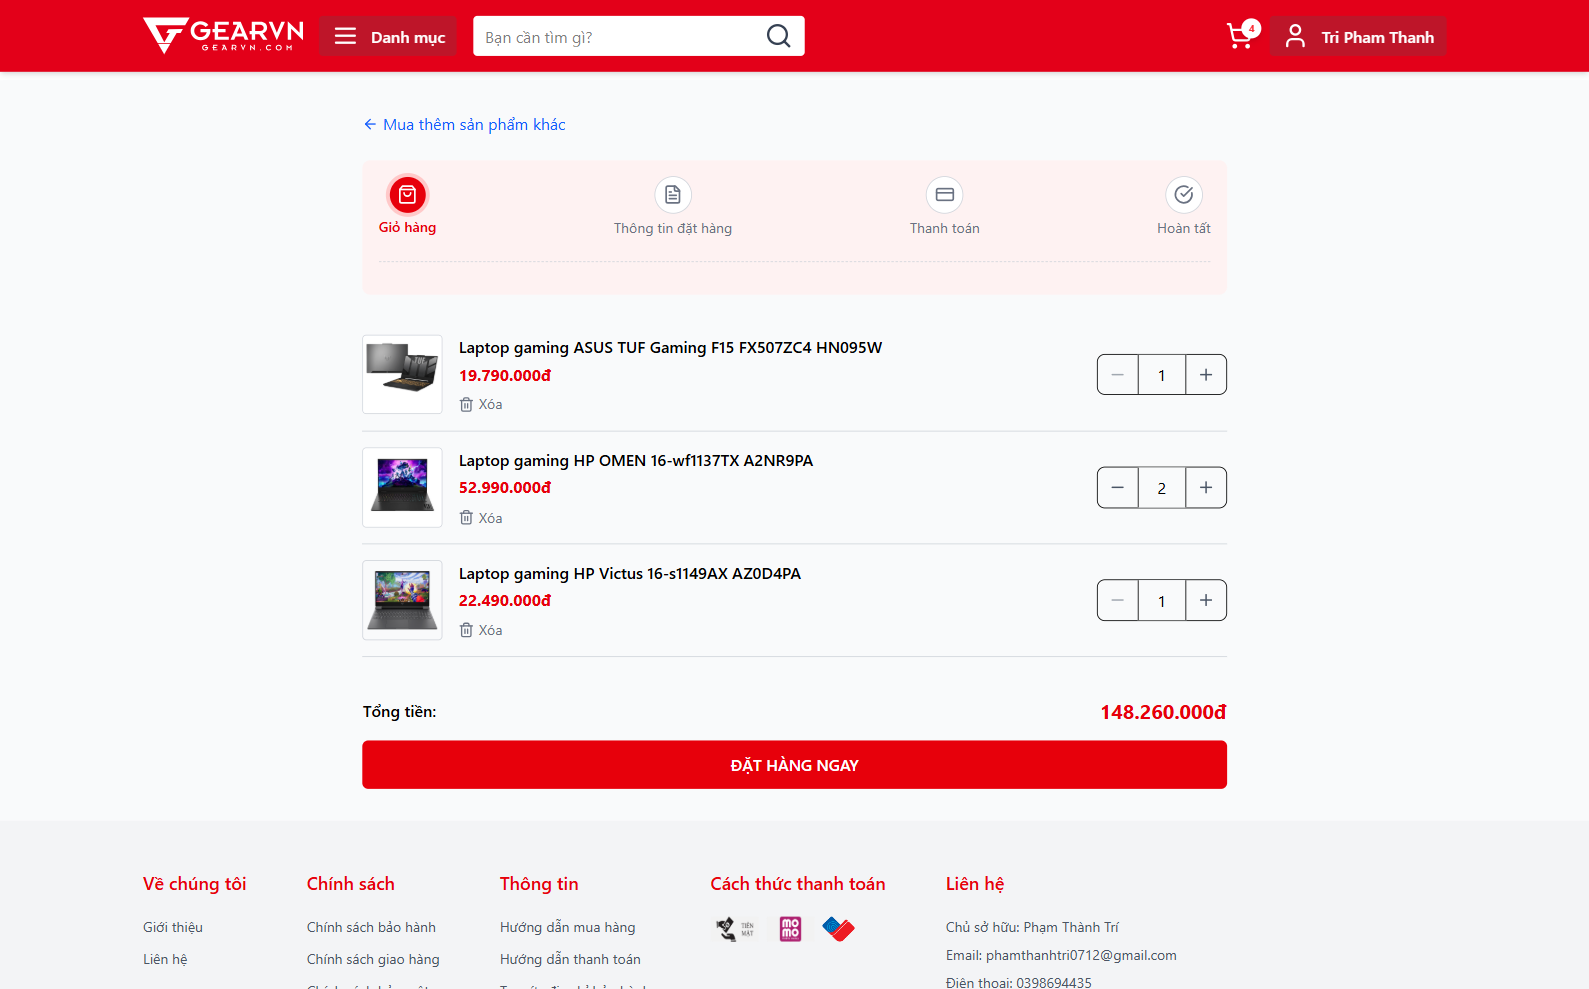 GEARVN
GEARVN.COM
Danh mục
Bạn cần tìm gì?
4
Tri Pham Thanh
Mua thêm sản phẩm khác
Giỏ hàng
Thông tin đặt hàng
Thanh toán
Hoàn tất
Laptop gaming ASUS TUF Gaming F15 FX507ZC4 HN095W
19.790.000đ
Xóa
1
Laptop gaming HP OMEN 16-wf1137TX A2NR9PA
52.990.000đ
Xóa
2
Laptop gaming HP Victus 16-s1149AX AZ0D4PA
22.490.000đ
Xóa
1
Tổng tiền:
148.260.000đ
ĐẶT HÀNG NGAY
Về chúng tôi
Giới thiệu
Liên hệ
Chính sách
Chính sách bảo hành
Chính sách giao hàng
Thông tin
Hướng dẫn mua hàng
Hướng dẫn thanh toán
Cách thức thanh toán
TIỀN
MẶT
mo
mo
Liên hệ
Chủ sở hữu: Phạm Thành Trí
Email: phamthanhtri0712@gmail.com
Điện thoại: 0398694435